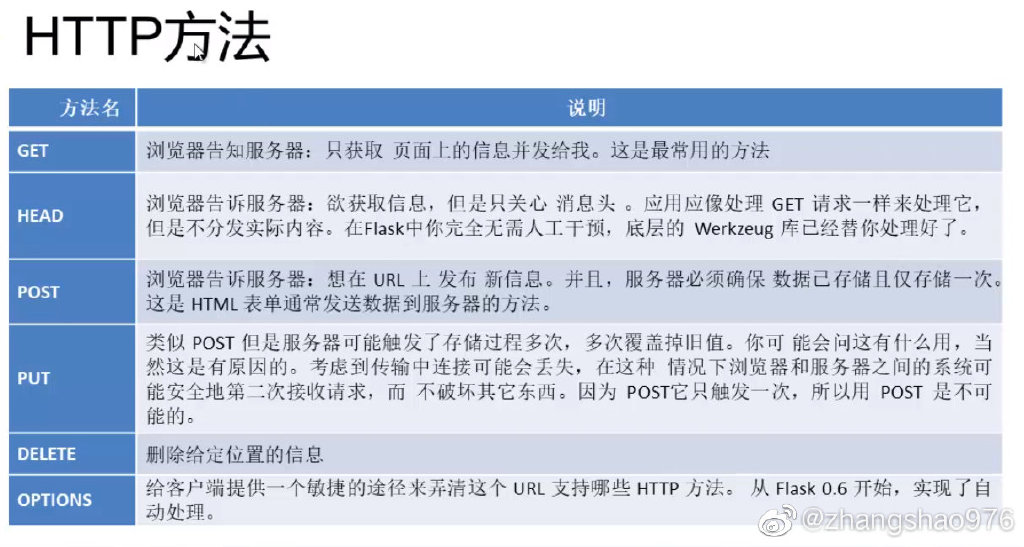 HTTP方法
方法名 说明
GET 浏览器告知服务器：只获取 页面上的信息并发给我。这是最常用的方法
HEAD 浏览器告诉服务器：欲获取信息，但是只关心 消息头 。应用应像处理 GET 请求一样来处理它，
但是不分发实际内容。在Flask中你完全无需人工干预，底层的 Werkzeug 库已经替你处理好了。
POST 浏览器告诉服务器：想在 URL 上 发布 新信息。并且，服务器必须确保 数据已存储且仅存储一次。
这是 HTML 表单通常发送数据到服务器的方法。
PUT 类似 POST 但是服务器可能触发了存储过程多次，多次覆盖掉旧值。你可 能会问这有什么用，当
然这是有原因的。考虑到传输中连接可能会丢失，在这种 情况下浏览器和服务器之间的系统可
能安全地第二次接收请求，而 不破坏其它东西。因为 POST它只触发一次，所以用 POST 是不可
能的。
DELETE 删除给定位置的信息
OPTIONS 给客户端提供一个敏捷的途径来弄清这个 URL 支持哪些 HTTP 方法。 从 Flask 0.6 开始，实现了自
动处理。
@zhangshao976